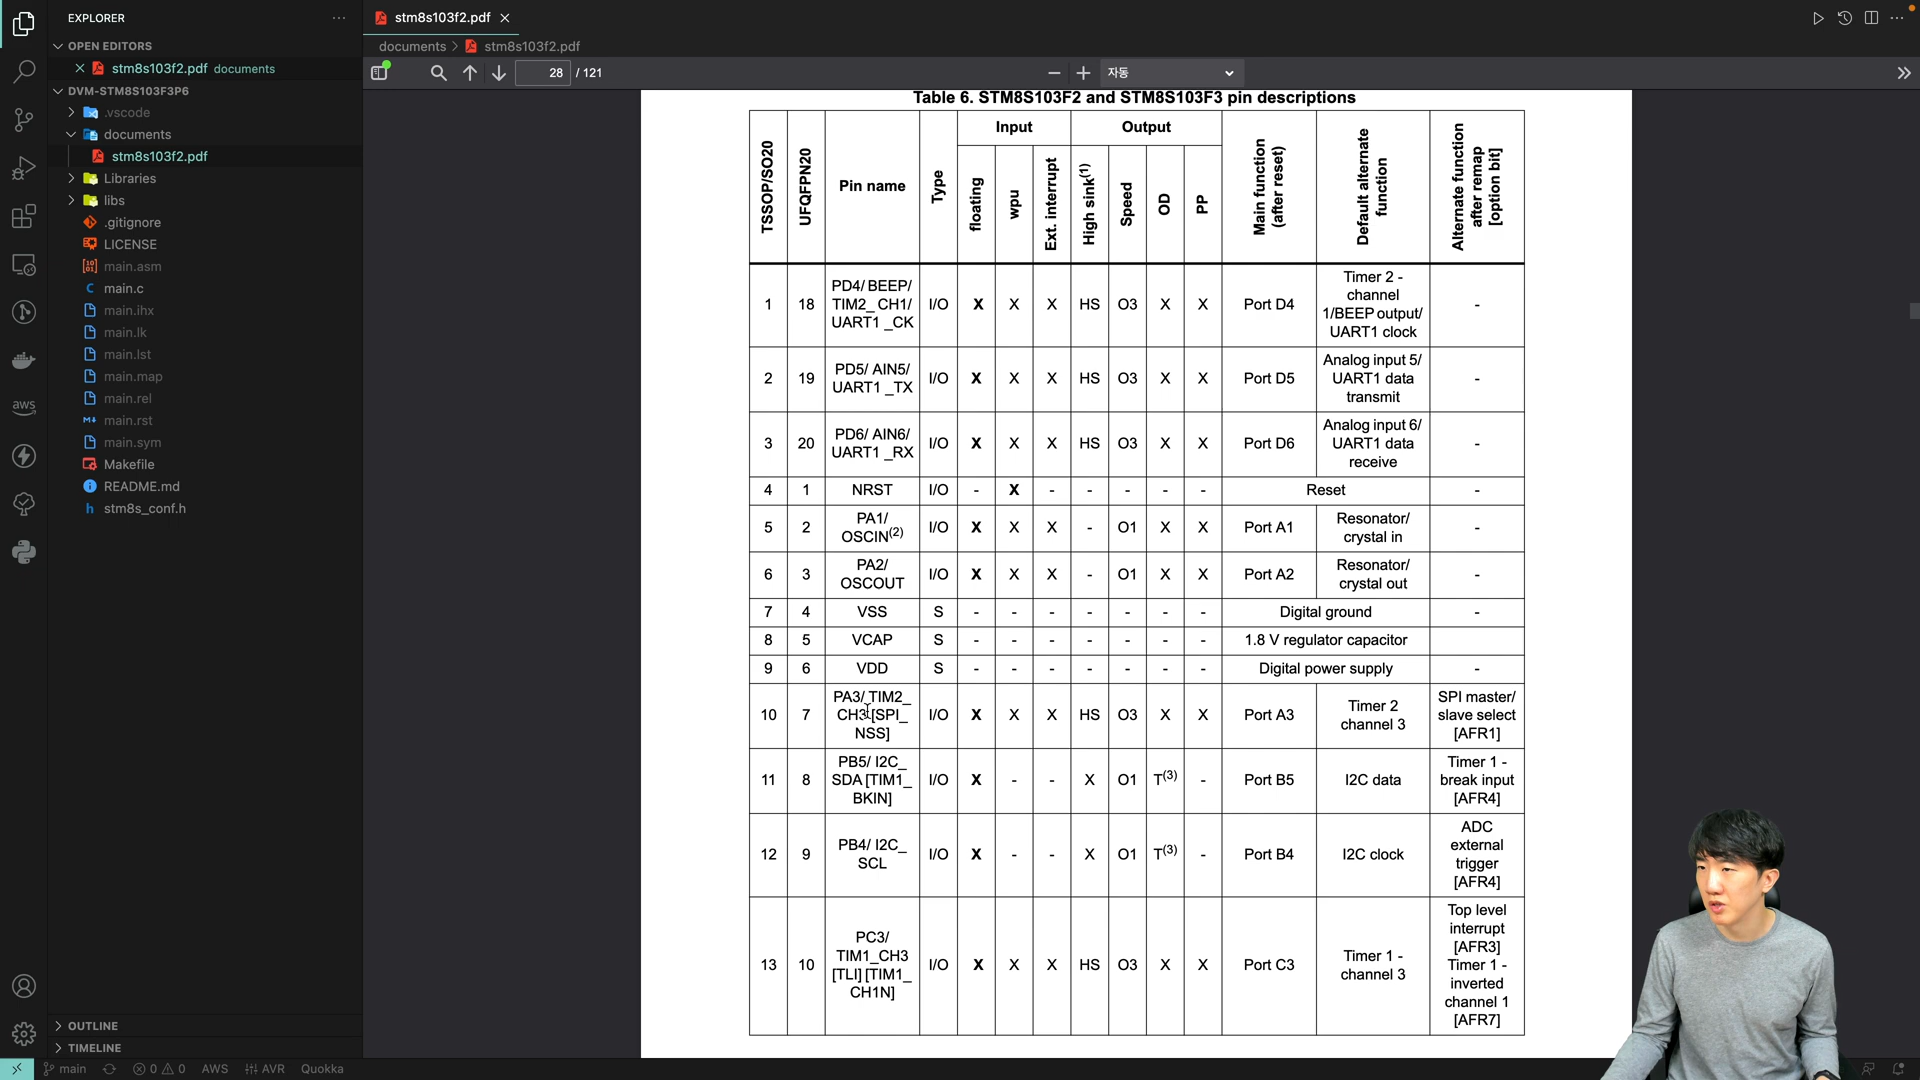 EXPLORER
OPEN EDITORS
stm8s103f2.pdf documents
DVM-STM8S103F3P6
.vscode
documents
stm8s103f2.pdf
Libraries
libs
.gitignore
LICENSE
main.asm
main.c
main.ihx
main.lk
main.lst
main.map
main.rel
main.rst
main.sym
Makefile
README.md
stm8s_conf.h
OUTLINE
TIMELINE
aws
stm8s103f2.pdf
documents > stm8s103f2.pdf
28 / 121
자동
Table 6. STM8S103F2 and STM8S103F3 pin descriptions
TSSOP/SO20
UFQFPN20
Pin name
Type
Input
floating
wpu
Ext. interrupt
Output
High sink(1)
Speed
OD
PP
Main function
(after reset)
Default alternate
function
Alternate function
after remap
[option bit]
1 18 PD4/ BEEP/ TIM2_ CH1/ UART1 _CK I/O X X X HS O3 X X Port D4 Timer 2 - channel 1/BEEP output/ UART1 clock -
2 19 PD5/ AIN5/ UART1 _TX I/O X X X HS O3 X X Port D5 Analog input 5/ UART1 data transmit -
3 20 PD6/ AIN6/ UART1 _RX I/O X X X HS O3 X X Port D6 Analog input 6/ UART1 data receive -
4 1 NRST I/O - X - - - - - Reset -
5 2 PA1/ OSCIN(2) I/O X X X - O1 X X Port A1 Resonator/ crystal in -
6 3 PA2/ OSCOUT I/O X X X - O1 X X Port A2 Resonator/ crystal out -
7 4 VSS S - - - - - - - Digital ground -
8 5 VCAP S - - - - - - - 1.8 V regulator capacitor
9 6 VDD S - - - - - - - Digital power supply -
10 7 PA3/ TIM2_ CH3 [SPI_ NSS] I/O X X X HS O3 X X Port A3 Timer 2 channel 3 SPI master/ slave select [AFR1]
11 8 PB5/ I2C_ SDA [TIM1_ BKIN] I/O X - - X O1 T(3) - Port B5 I2C data Timer 1 - break input [AFR4]
12 9 PB4/ I2C_ SCL I/O X - - X O1 T(3) - Port B4 I2C clock ADC external trigger [AFR4]
13 10 PC3/ TIM1_CH3 [TLI] [TIM1_ CH1N] I/O X X X HS O3 X X Port C3 Timer 1 - channel 3 Top level interrupt [AFR3] Timer 1 - inverted channel 1 [AFR7]
main 0 0 AWS AVR Quokka